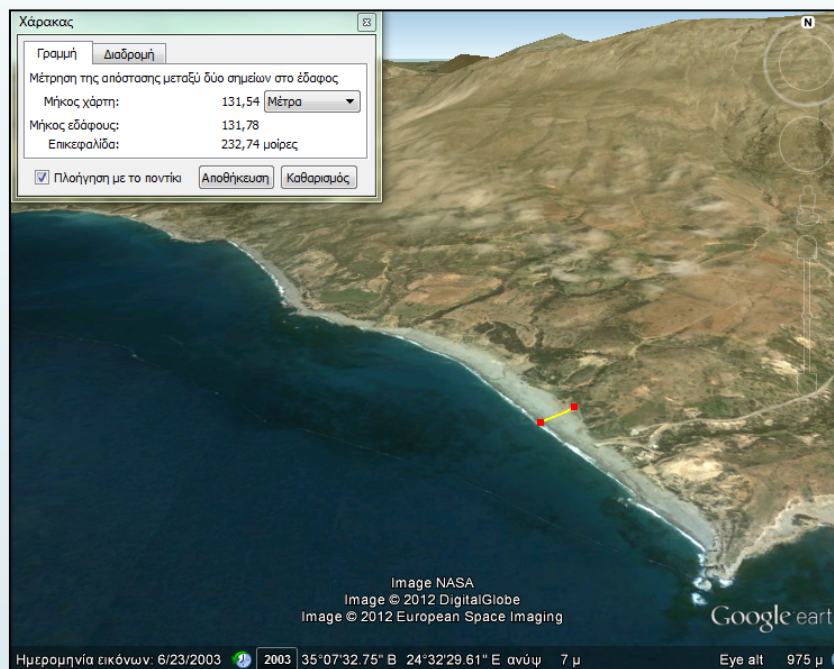 Χάρακας
Γραμμή Διαδρομή
Μέτρηση της απόστασης μεταξύ δύο σημείων στο έδαφος
Μήκος χάρτη: 131,54 Μέτρα
Μήκος εδάφους: 131,78
Επικεφαλίδα: 232,74 μοίρες
Πλοήγηση με το ποντίκι Αποθήκευση Καθαρισμός
N
Image NASA
Image © 2012 DigitalGlobe
Image © 2012 European Space Imaging
Google eart
Ημερομηνία εικόνων: 6/23/2003 2003 35°07'32.75" Β 24°32'29.61" Ε ανύψ 7 μ Eye alt 975 μ